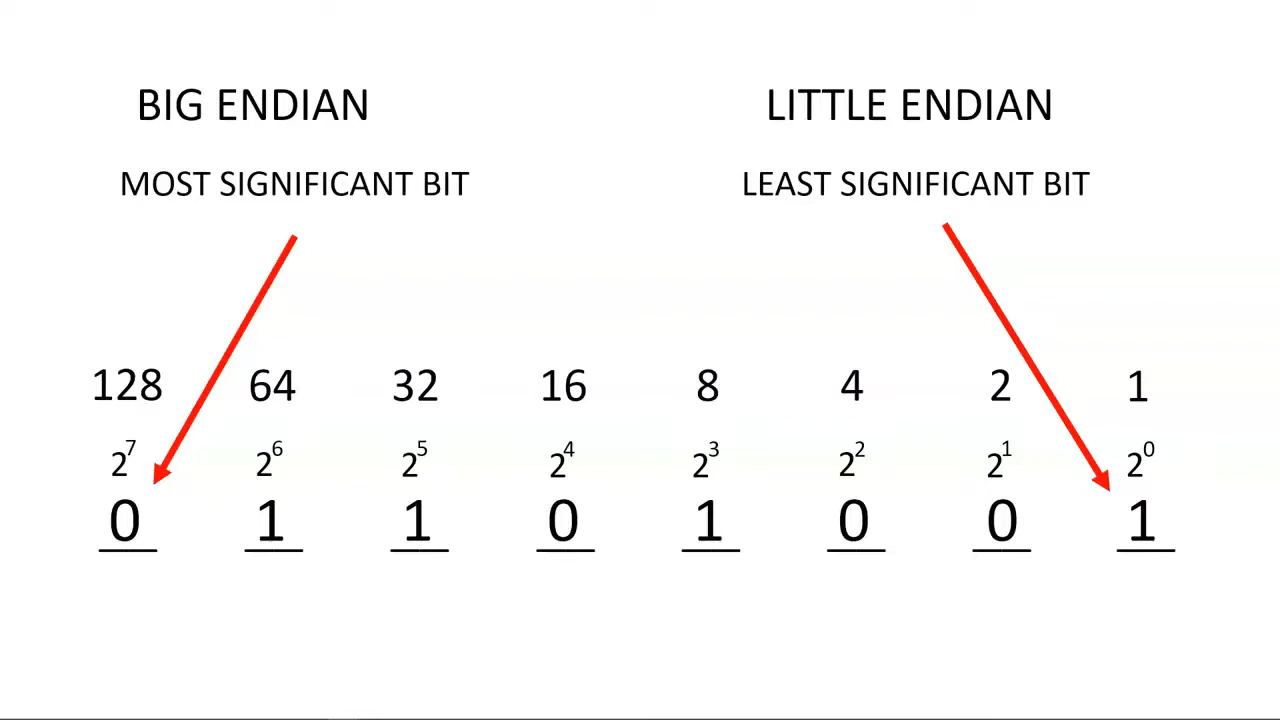 BIG ENDIAN LITTLE ENDIAN
MOST SIGNIFICANT BIT LEAST SIGNIFICANT BIT
128 64 32 16 8 4 2 1
2⁷ 2⁶ 2⁵ 2⁴ 2³ 2² 2¹ 2⁰
0 1 1 0 1 0 0 1